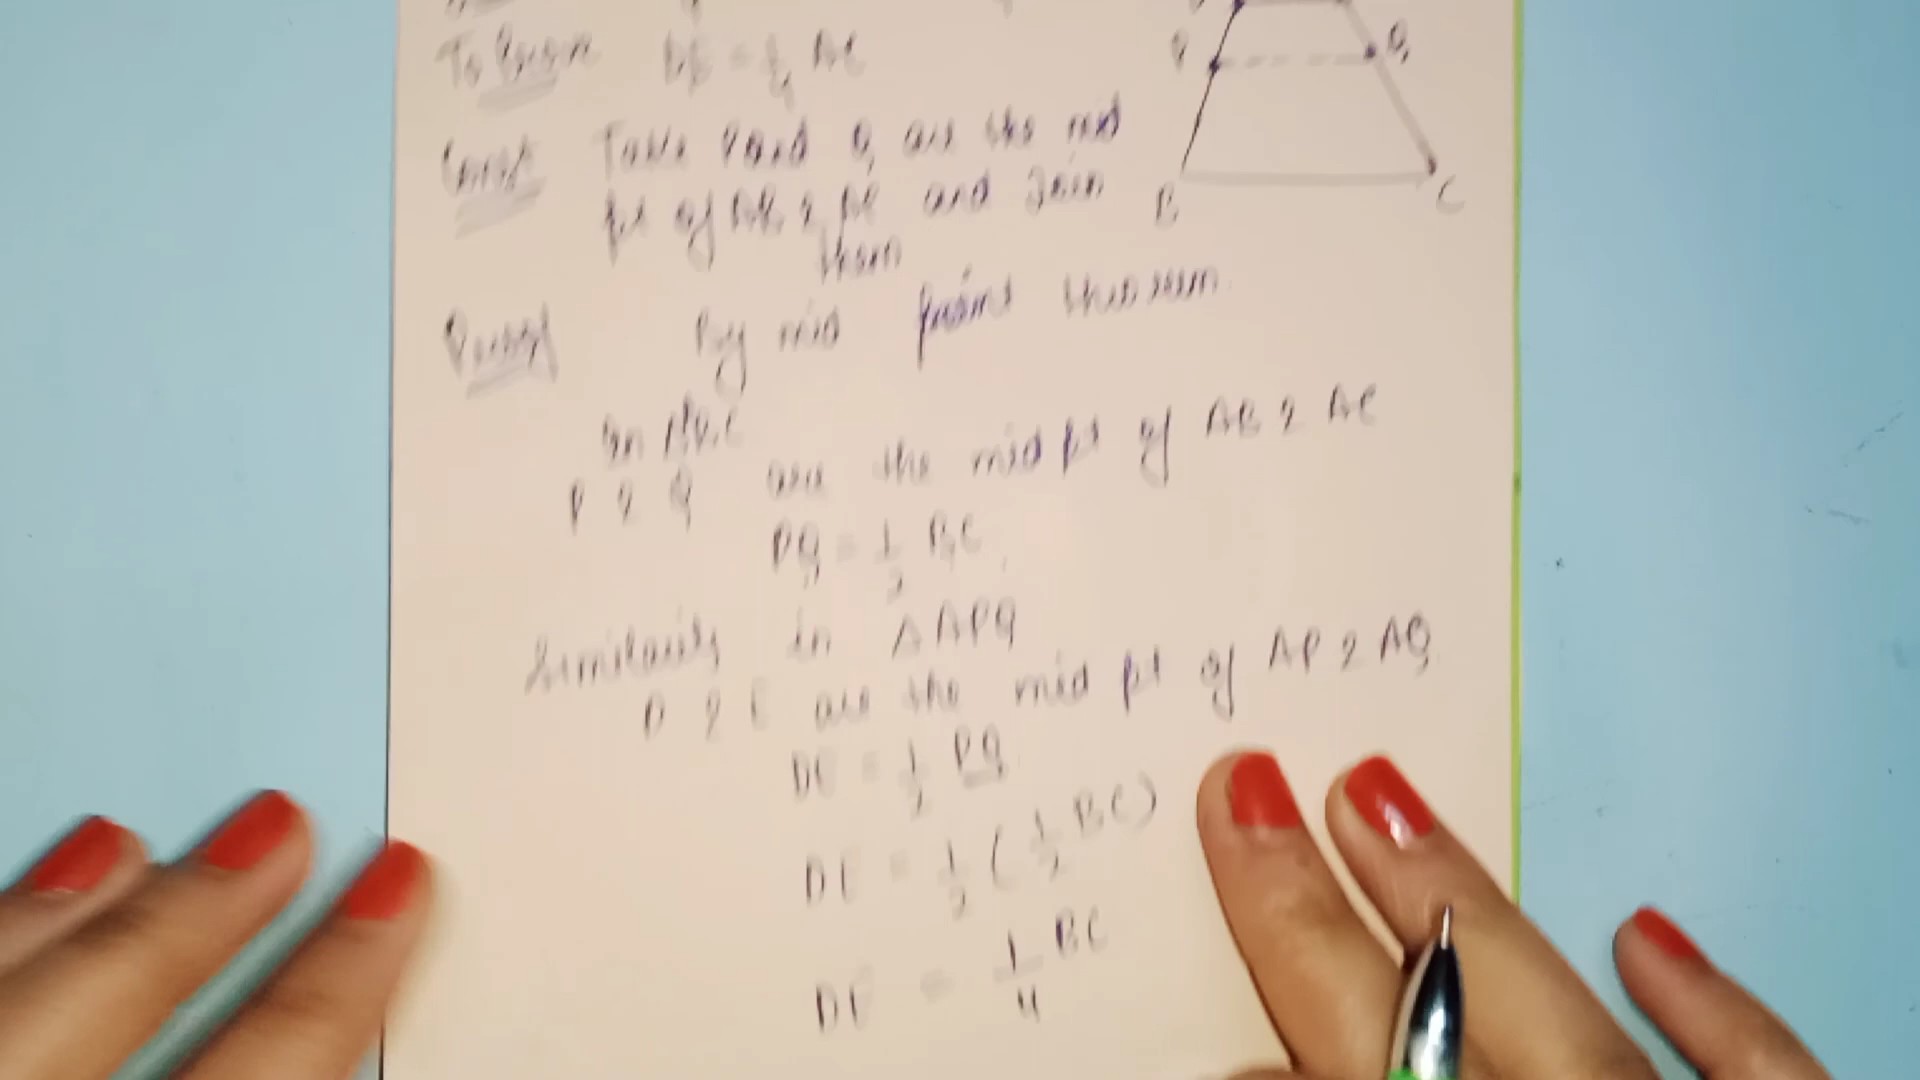 To Prove DE = 1/4 BC
P Q
Const Take P and Q are the mid
pt of AB & AC and Join
them
B C
Proof By mid point theorem
In ABC
P & Q are the mid pt of AB & AC
PQ = 1/2 BC
Similarly in ΔAPQ
D & E are the mid pt of AP & AQ
DE = 1/2 PQ
DE = 1/2 (1/2 BC)
DE = 1/4 BC